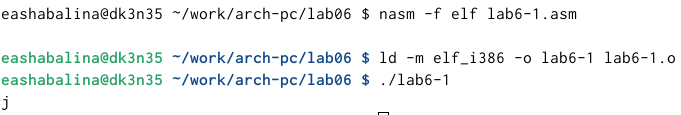 eashabalina@dk3n35 ~/work/arch-pc/lab06 $ nasm -f elf lab6-1.asm
eashabalina@dk3n35 ~/work/arch-pc/lab06 $ ld -m elf_i386 -o lab6-1 lab6-1.o
eashabalina@dk3n35 ~/work/arch-pc/lab06 $ ./lab6-1
j